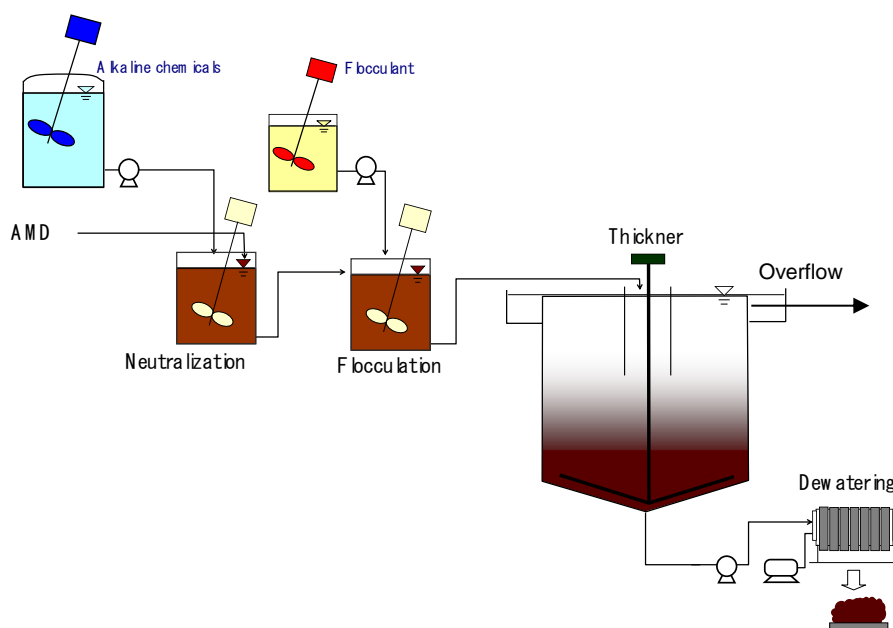 Alkaline chemicals
Flocculant
AMD
Thickner
Overflow
Neutralization
Flocculation
Dewatering